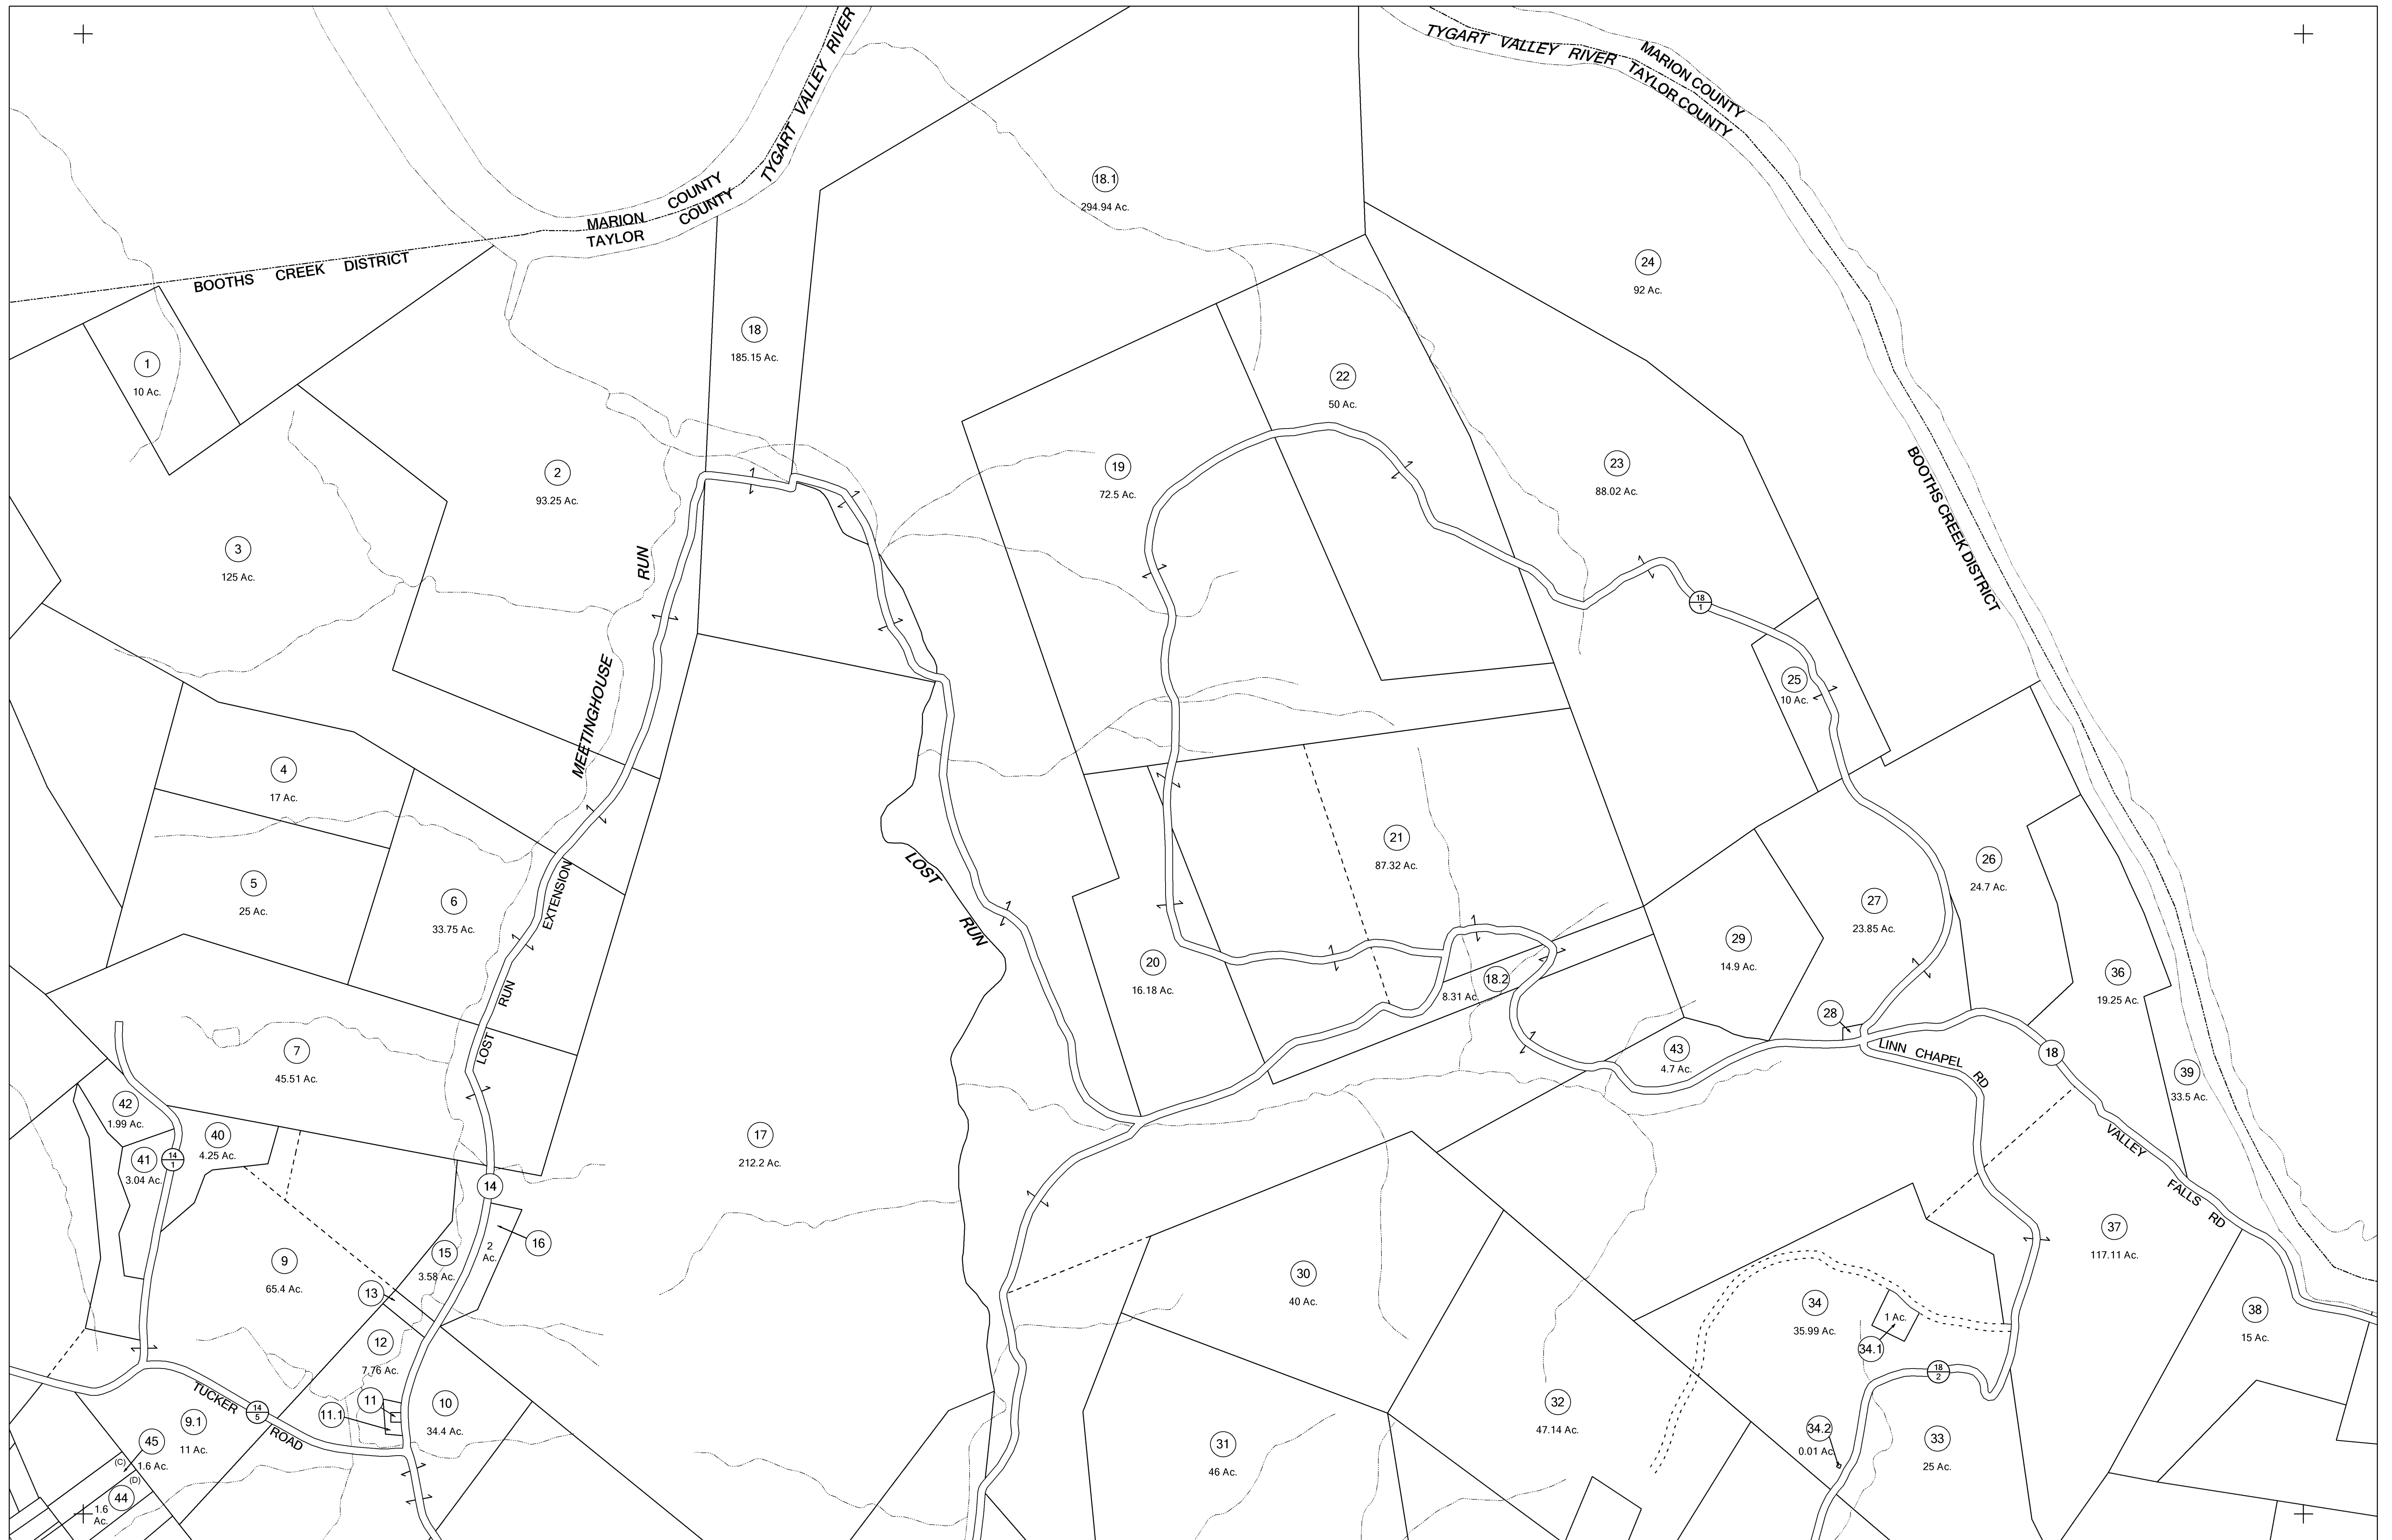 TYGART VALLEY RIVER
MARION COUNTY
TAYLOR COUNTY
BOOTHS CREEK DISTRICT
TYGART VALLEY RIVER
MARION COUNTY
TAYLOR COUNTY
BOOTHS CREEK DISTRICT
18.1
294.94 Ac.
24
92 Ac.
18
185.15 Ac.
1
10 Ac.
22
50 Ac.
2
93.25 Ac.
19
72.5 Ac.
23
88.02 Ac.
3
125 Ac.
MEETINGHOUSE RUN
18
1
25
10 Ac.
4
17 Ac.
21
87.32 Ac.
LOST RUN
26
24.7 Ac.
5
25 Ac.
6
33.75 Ac.
LOST RUN EXTENSION
27
23.85 Ac.
29
14.9 Ac.
20
16.18 Ac.
18.2
8.31 Ac.
36
19.25 Ac.
28
LINN CHAPEL RD
18
VALLEY FALLS RD
7
45.51 Ac.
43
4.7 Ac.
39
33.5 Ac.
42
1.99 Ac.
40
4.25 Ac.
41
3.04 Ac.
14
1
17
212.2 Ac.
14
16
2
Ac.
15
3.58 Ac.
9
65.4 Ac.
13
37
117.11 Ac.
30
40 Ac.
34
35.99 Ac.
1 Ac.
34.1
38
15 Ac.
12
7.76 Ac.
18
2
11
11.1
10
34.4 Ac.
TUCKER ROAD
14
5
9.1
11 Ac.
45
1.6 Ac.
(C)
(D)
44
1.6
Ac.
31
46 Ac.
32
47.14 Ac.
34.2
0.01 Ac.
33
25 Ac.